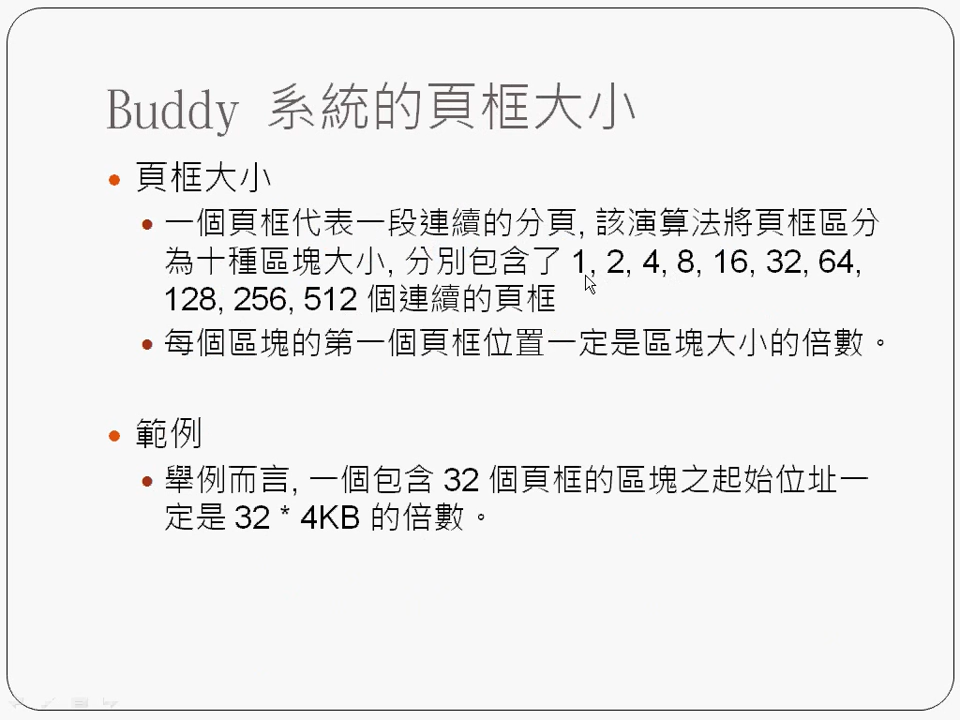 Buddy 系統的頁框大小
頁框大小
一個頁框代表一段連續的分頁, 該演算法將頁框區分
為十種區塊大小, 分別包含了 1, 2, 4, 8, 16, 32, 64,
128, 256, 512 個連續的頁框
每個區塊的第一個頁框位置一定是區塊大小的倍數。
範例
舉例而言, 一個包含 32 個頁框的區塊之起始位址一
定是 32 * 4KB 的倍數。